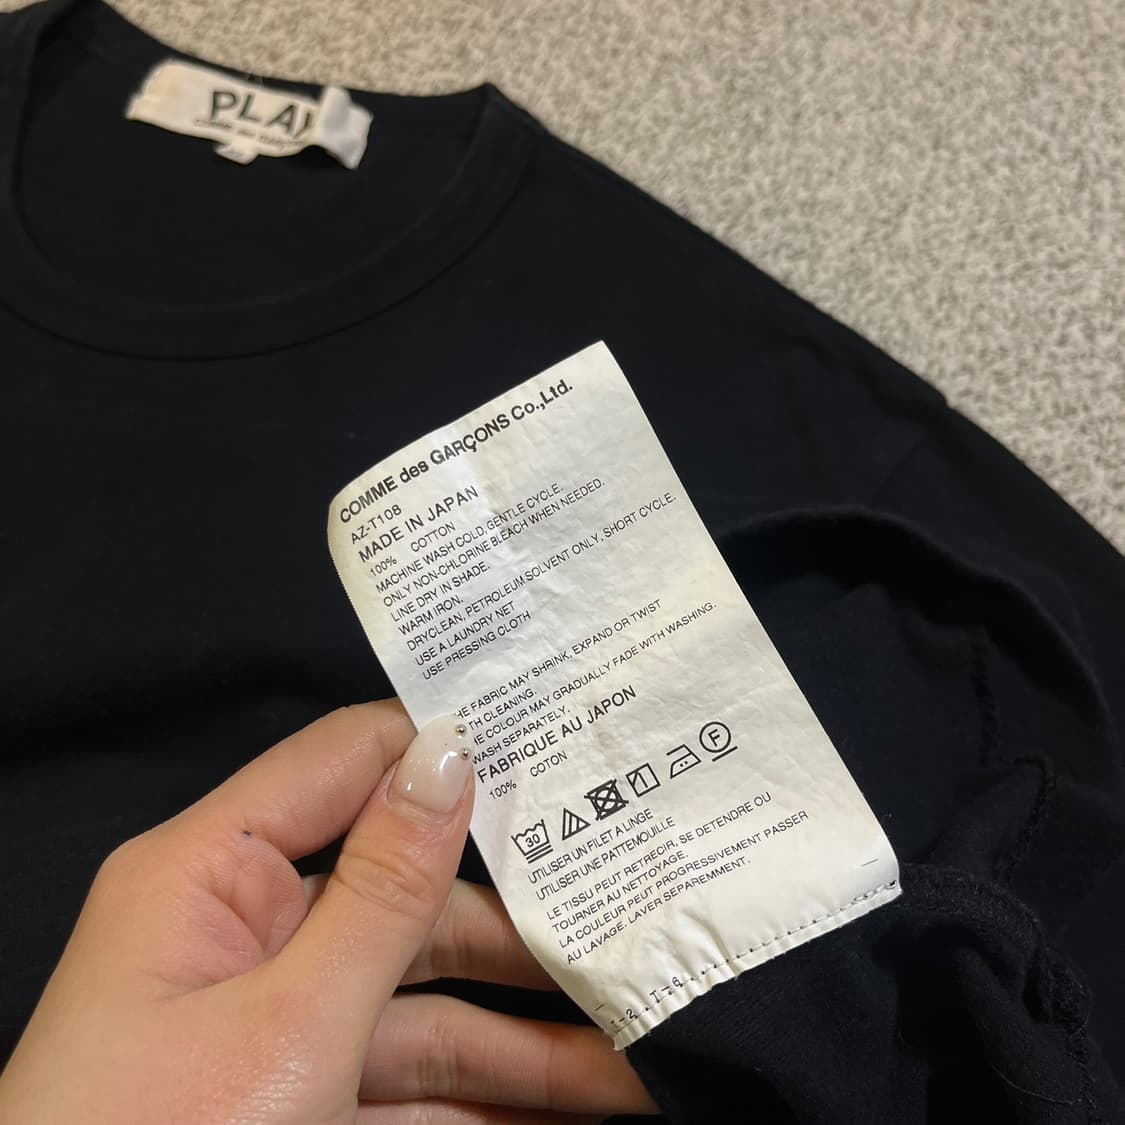 PLAY
COMME des GARÇONS Co.,Ltd.
AZ-T108
MADE IN JAPAN
100% COTTON
MACHINE WASH COLD, GENTLE CYCLE.
ONLY NON-CHLORINE BLEACH WHEN NEEDED.
LINE DRY IN SHADE.
WARM IRON.
DRYCLEAN, PETROLEUM SOLVENT ONLY, SHORT CYCLE.
USE A LAUNDRY NET
USE PRESSING CLOTH
HE FABRIC MAY SHRINK, EXPAND OR TWIST
TH CLEANING.
E COLOUR MAY GRADUALLY FADE WITH WASHING.
WASH SEPARATELY.
FABRIQUE AU JAPON
100% COTON
30 F
UTILISER UN FILET A LINGE
UTILISER UNE PATTEMOUILLE
LE TISSU PEUT RETRECIR, SE DETENDRE OU
TOURNER AU NETTOYAGE.
LA COULEUR PEUT PROGRESSIVEMENT PASSER
AU LAVAGE. LAVER SEPAREMMENT.